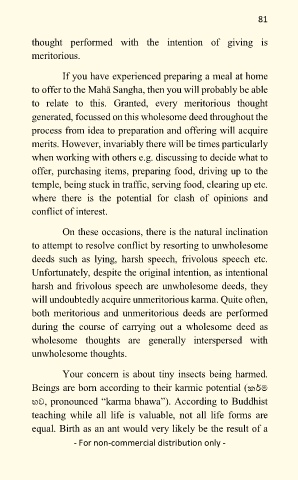 81
thought performed with the intention of giving is
meritorious.
If you have experienced preparing a meal at home
to offer to the Mahā Sangha, then you will probably be able
to relate to this. Granted, every meritorious thought
generated, focussed on this wholesome deed throughout the
process from idea to preparation and offering will acquire
merits. However, invariably there will be times particularly
when working with others e.g. discussing to decide what to
offer, purchasing items, preparing food, driving up to the
temple, being stuck in traffic, serving food, clearing up etc.
where there is the potential for clash of opinions and
conflict of interest.
On these occasions, there is the natural inclination
to attempt to resolve conflict by resorting to unwholesome
deeds such as lying, harsh speech, frivolous speech etc.
Unfortunately, despite the original intention, as intentional
harsh and frivolous speech are unwholesome deeds, they
will undoubtedly acquire unmeritorious karma. Quite often,
both meritorious and unmeritorious deeds are performed
during the course of carrying out a wholesome deed as
wholesome thoughts are generally interspersed with
unwholesome thoughts.
Your concern is about tiny insects being harmed.
Beings are born according to their karmic potential (කර්ම
භව, pronounced “karma bhawa”). According to Buddhist
teaching while all life is valuable, not all life forms are
equal. Birth as an ant would very likely be the result of a
- For non-commercial distribution only -